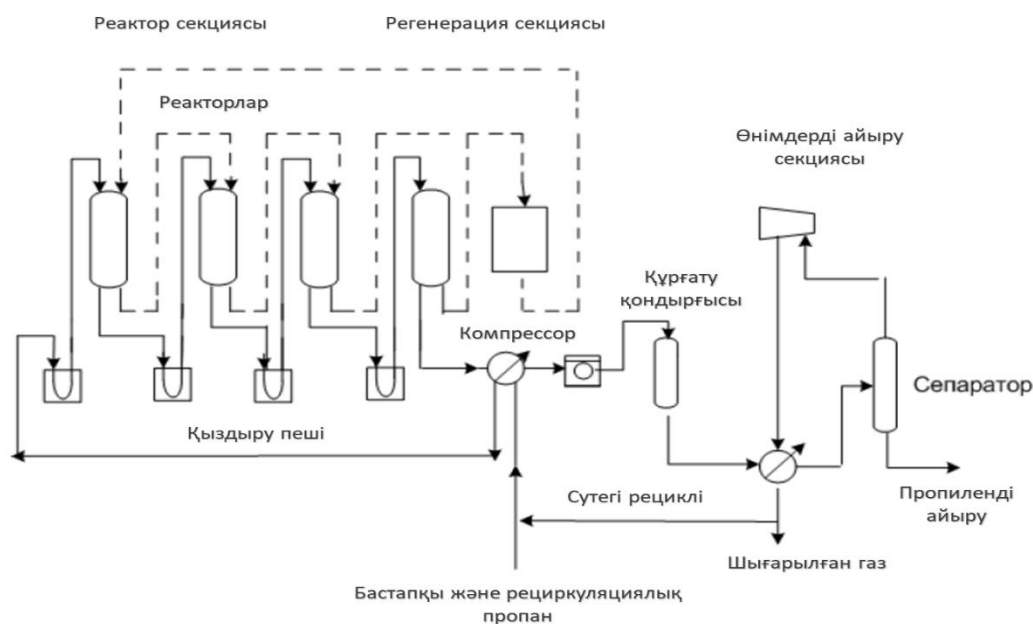 Реактор секциясы
Регенерация секциясы
Реакторлар
Өнімдерді айыру
секциясы
Құрғату
қондырғысы
Компрессор
Сепаратор
Қыздыру пеші
Сутегі рециклі
Пропиленді
айыру
Шығарылған газ
Бастапқы және рециркуляциялық
пропан